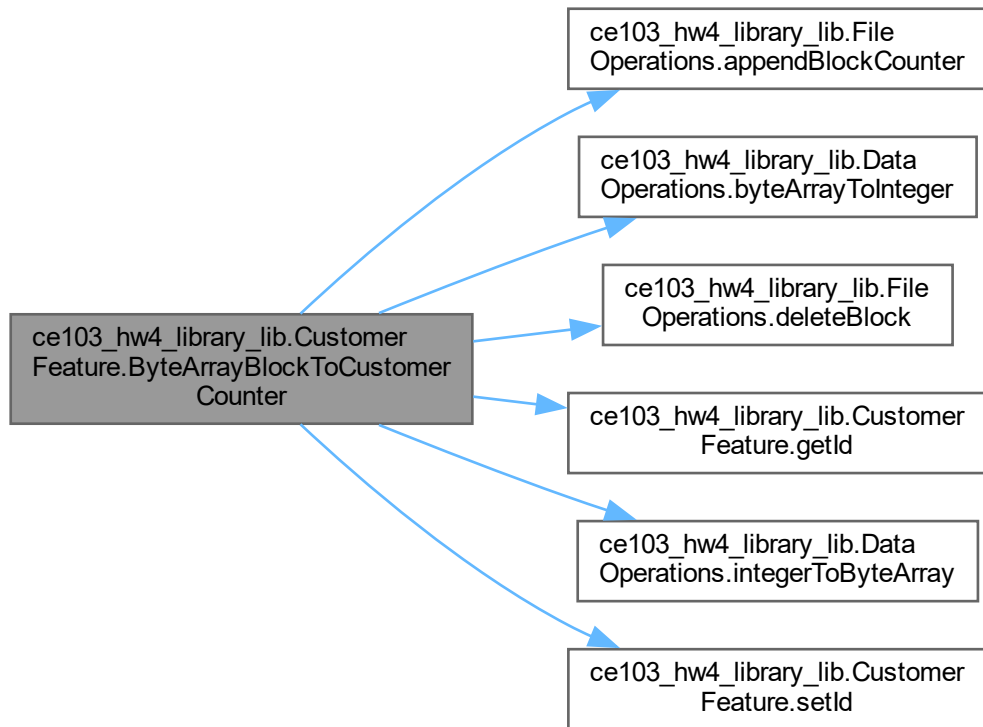 ce103_hw4_library_lib.File
Operations.appendBlockCounter
ce103_hw4_library_lib.Data
Operations.byteArrayToInteger
ce103_hw4_library_lib.File
Operations.deleteBlock
ce103_hw4_library_lib.Customer
Feature.ByteArrayBlockToCustomer
Counter
ce103_hw4_library_lib.Customer
Feature.getId
ce103_hw4_library_lib.Data
Operations.integerToByteArray
ce103_hw4_library_lib.Customer
Feature.setId